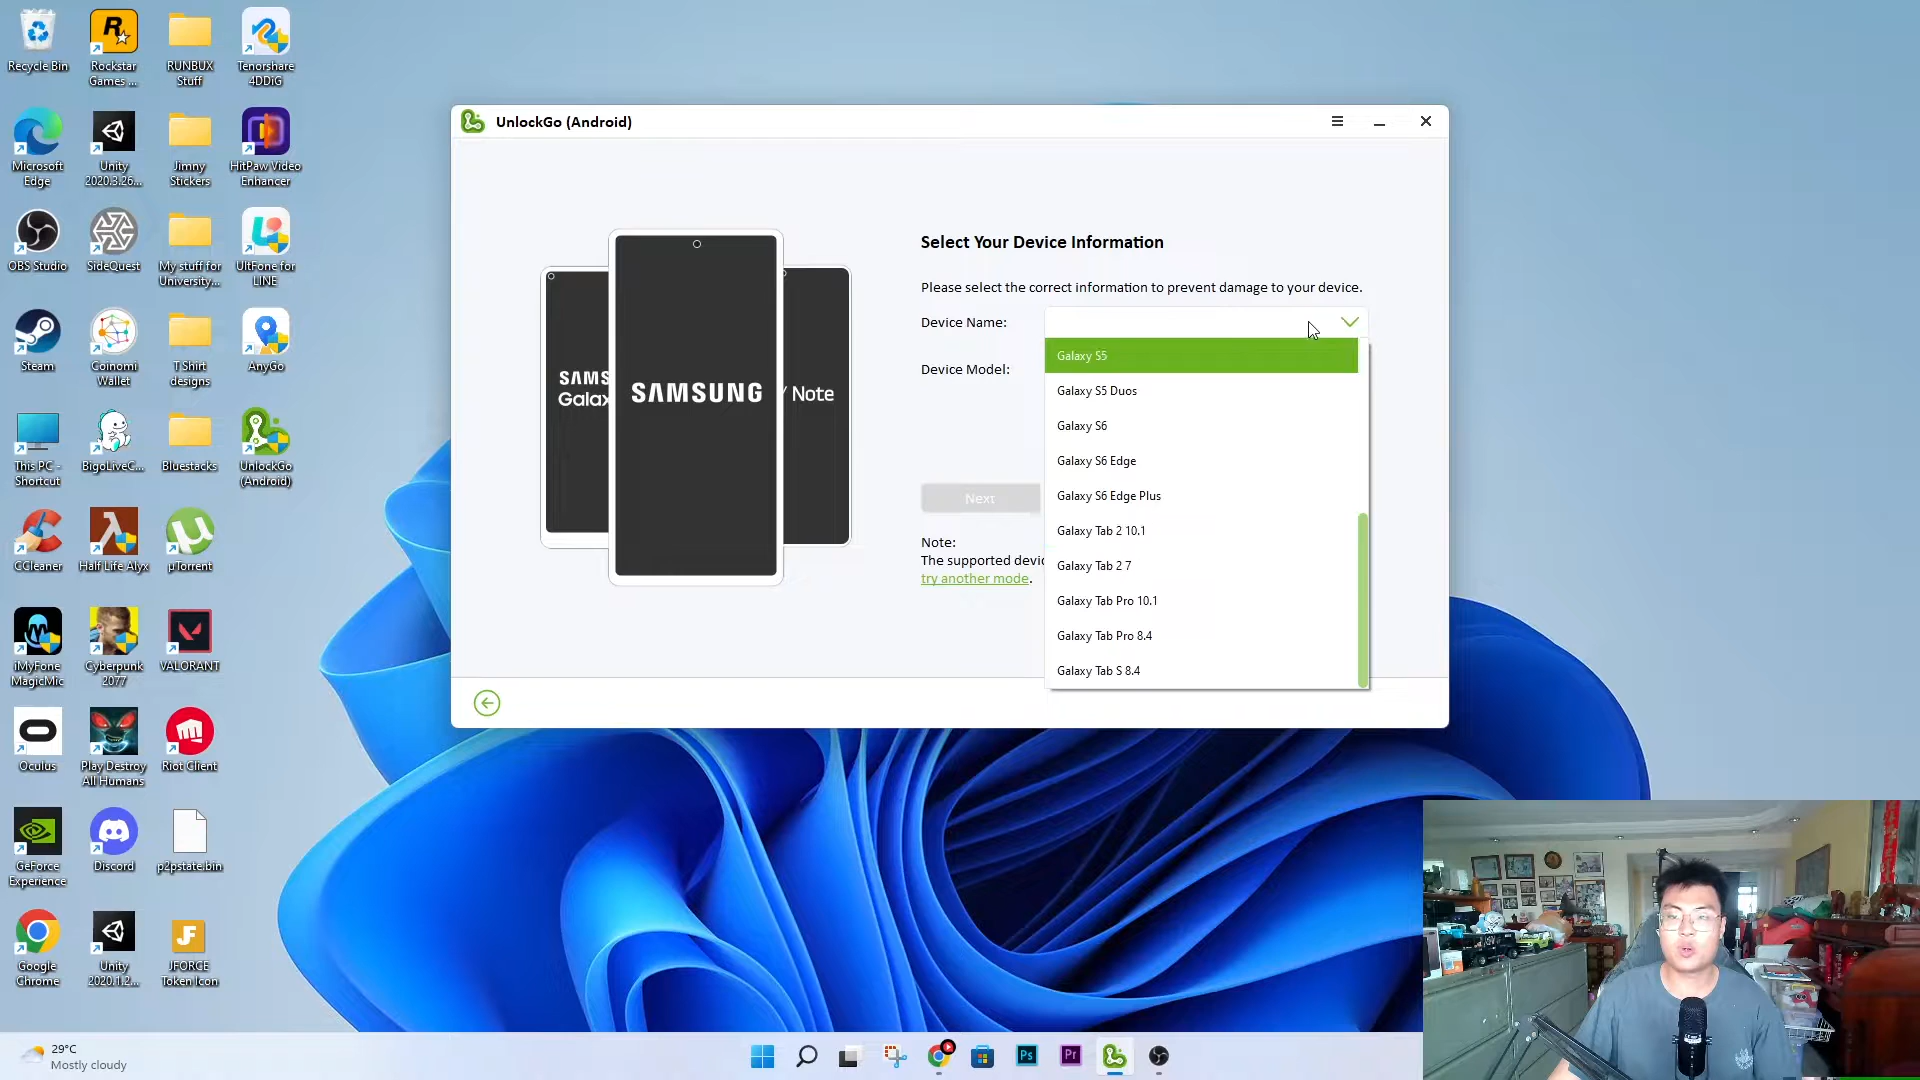 Recycle Bin
Rockstar
Games ...
RUNBUX
Stuff
Tenorshare
4DDiG
Microsoft
Edge
Unity
2020.3.26...
Jimny
Stickers
HitPaw Video
Enhancer
OBS Studio
SideQuest
My stuff for
University...
UltFone for
LINE
Steam
Coinomi
Wallet
T Shirt
designs
AnyGo
This PC -
Shortcut
BigoLiveC...
Bluestacks
UnlockGo
(Android)
CCleaner
Half Life Alyx
µTorrent
iMyFone
MagicMic
Cyberpunk
2077
VALORANT
Oculus
Play Destroy
All Humans
Riot Client
GeForce
Experience
Discord
p2pstate.bin
Google
Chrome
Unity
2020.1.2...
JFORCE
Token Icon
UnlockGo (Android)
SAMS
Galax
SAMSUNG
/ Note
Select Your Device Information
Please select the correct information to prevent damage to your device.
Device Name:
Device Model:
Galaxy S5
Galaxy S5 Duos
Galaxy S6
Galaxy S6 Edge
Galaxy S6 Edge Plus
Galaxy Tab 2 10.1
Galaxy Tab 2 7
Galaxy Tab Pro 10.1
Galaxy Tab Pro 8.4
Galaxy Tab S 8.4
Next
Note:
The supported devic
try another mode.
29°C
Mostly cloudy
Ps
Pr